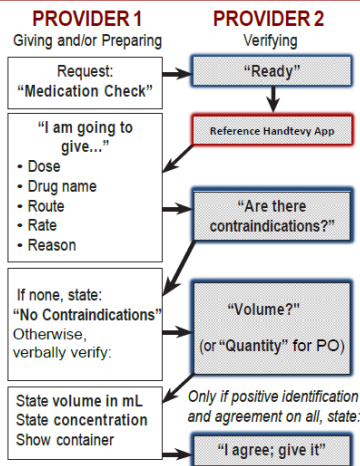 PROVIDER 1
Giving and/or Preparing
PROVIDER 2
Verifying
Request:
“Medication Check”
“Ready”
Reference Handtevy App
“I am going to
give...”
• Dose
• Drug name
• Route
• Rate
• Reason
“Are there
contraindications?”
If none, state:
“No Contraindications”
Otherwise,
verbally verify:
“Volume?”
(or “Quantity” for PO)
State volume in mL
State concentration
Show container
Only if positive identification
and agreement on all, state:
“I agree; give it”